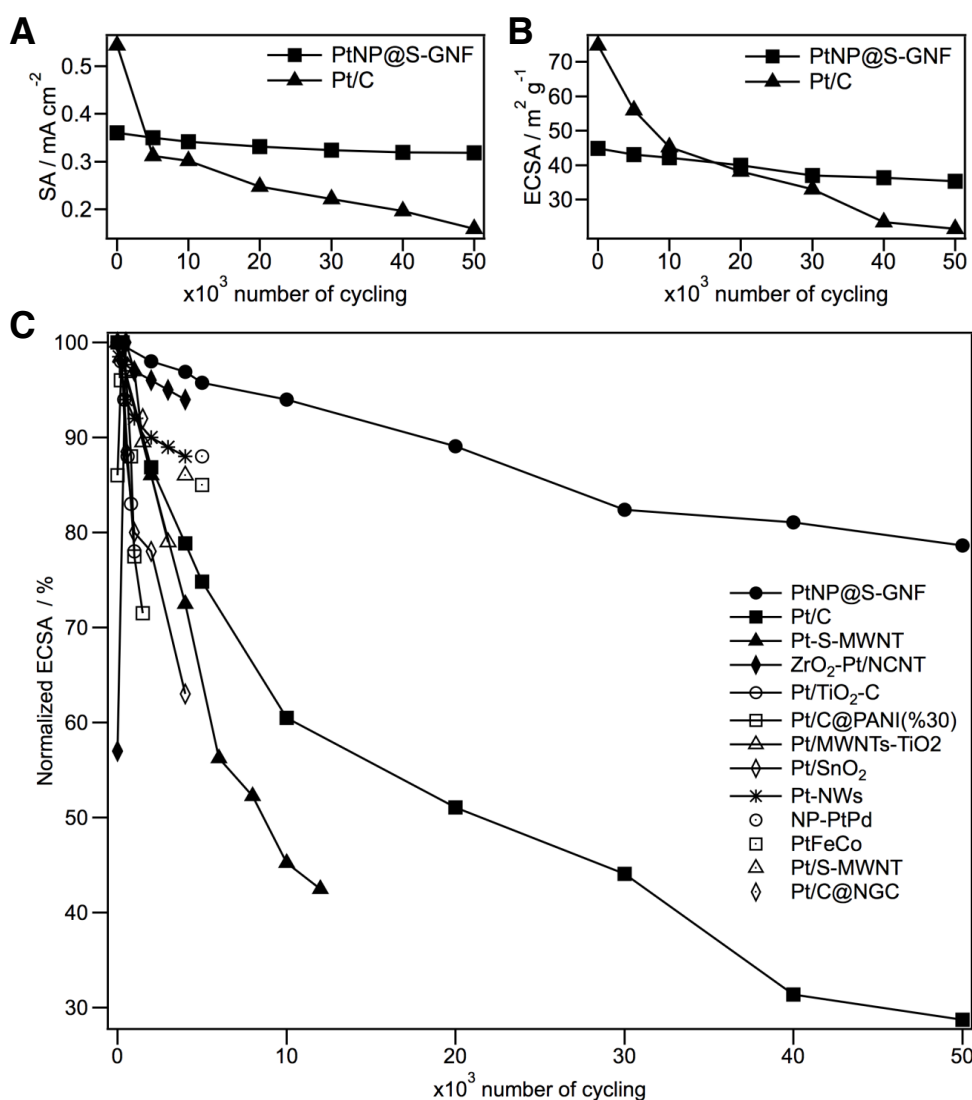 A
SA / mA cm⁻²
0.5
0.4
0.3
0.2
PtNP@S-GNF
Pt/C
0 10 20 30 40 50
x10³ number of cycling
B
ECSA / m² g⁻¹
70
60
50
40
30
PtNP@S-GNF
Pt/C
0 10 20 30 40 50
x10³ number of cycling
C
Normalized ECSA / %
100
90
80
70
60
50
40
30
PtNP@S-GNF
Pt/C
Pt-S-MWNT
ZrO₂-Pt/NCNT
Pt/TiO₂-C
Pt/C@PANI(%30)
Pt/MWNTs-TiO2
Pt/SnO₂
Pt-NWs
NP-PtPd
PtFeCo
Pt/S-MWNT
Pt/C@NGC
0 10 20 30 40 50
x10³ number of cycling